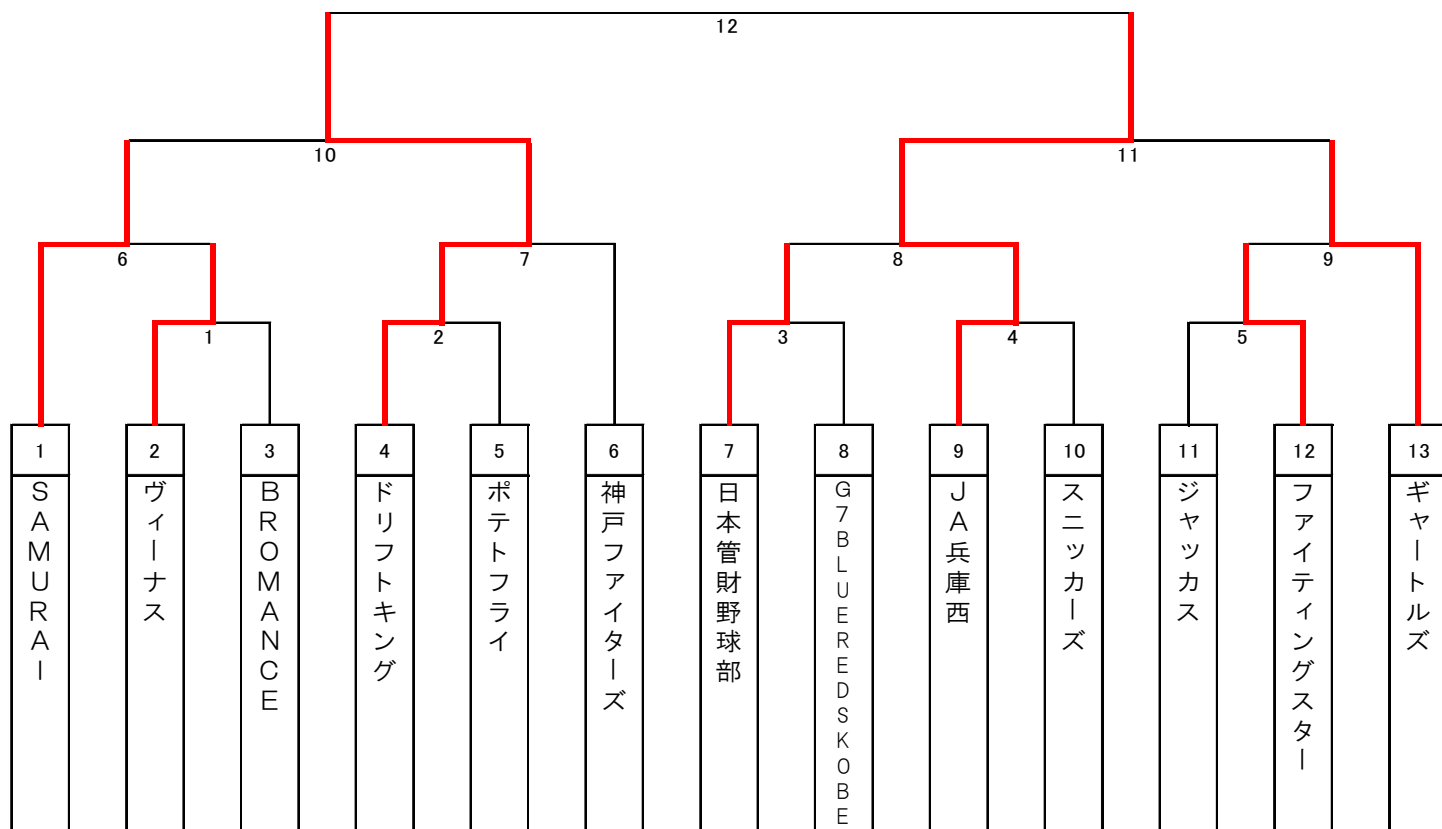 12
10
11
6
7
8
9
1
2
3
4
5
1
2
3
4
5
6
7
8
9
10
11
12
13
SAMURAI
ヴィーナス
BROMANCE
ドリフトキング
ポテトフライ
神戸ファイターズ
日本管財野球部
G7BLUEREDSKOBE
JA兵庫西
スニッカーズ
ジャッカス
ファイティングスター
ギャートルズ